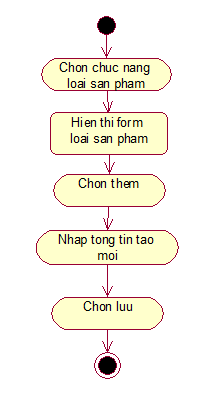 Chon chuc nang
loai san pham
Hien thi form
loai san pham
Chon them
Nhap tong tin tao
moi
Chon luu